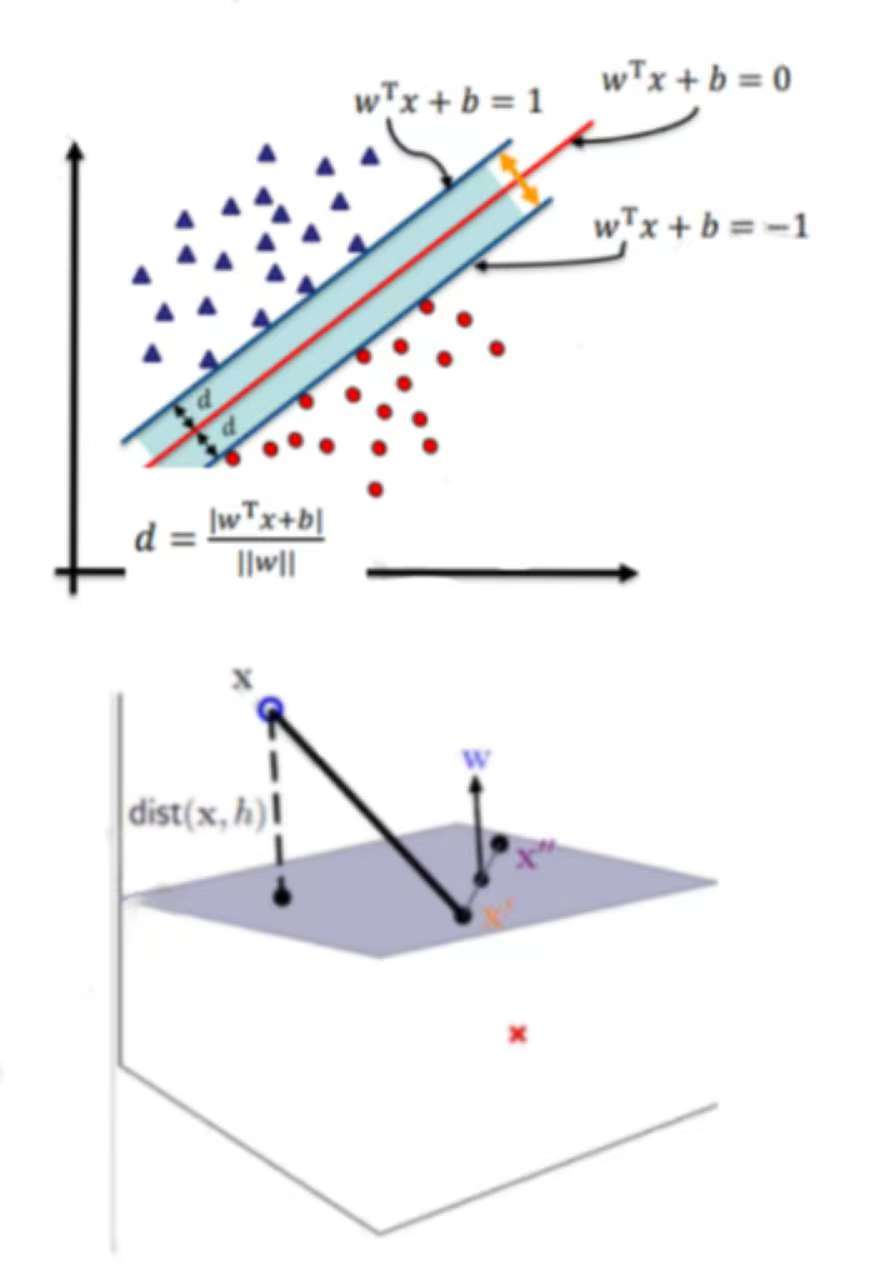 wᵀx + b = 0
wᵀx + b = 1
wᵀx + b = −1
d
d
d = |wᵀx+b| / ||w||
x
w
dist(x, h)
x″
x′